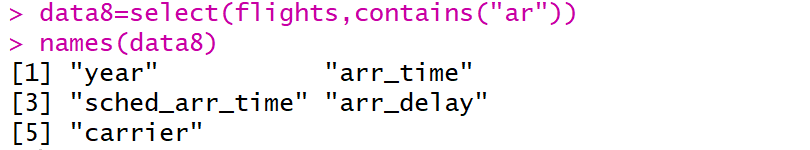 > data8=select(flights,contains("ar"))
> names(data8)
[1] "year"           "arr_time"
[3] "sched_arr_time" "arr_delay"
[5] "carrier"